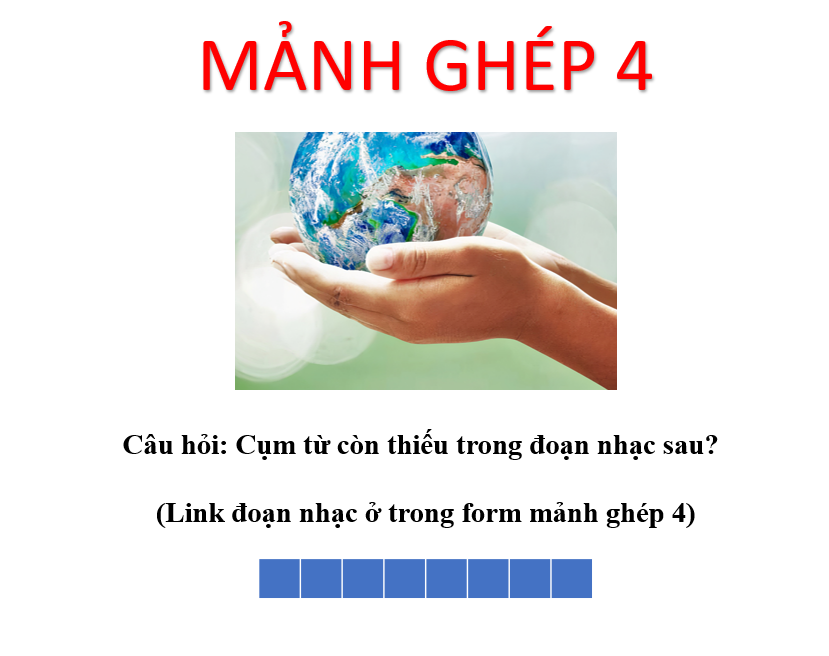 MẢNH GHÉP 4
Câu hỏi: Cụm từ còn thiếu trong đoạn nhạc sau?
(Link đoạn nhạc ở trong form mảnh ghép 4)